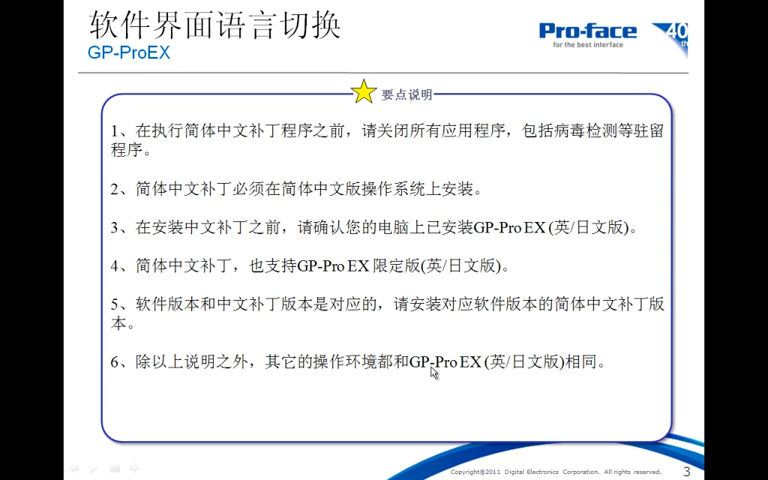 软件界面语言切换
GP-ProEX
Pro-face
for the best interface
40
th
要点说明
1、在执行简体中文补丁程序之前，请关闭所有应用程序，包括病毒检测等驻留
程序。
2、简体中文补丁必须在简体中文版操作系统上安装。
3、在安装中文补丁之前，请确认您的电脑上已安装GP-Pro EX (英/日文版)。
4、简体中文补丁，也支持GP-Pro EX 限定版(英/日文版)。
5、软件版本和中文补丁版本是对应的，请安装对应软件版本的简体中文补丁版
本。
6、除以上说明之外，其它的操作环境都和GP-Pro EX (英/日文版)相同。
Copyright@2011 Digital Electronics Corporation. All rights reserved.
3